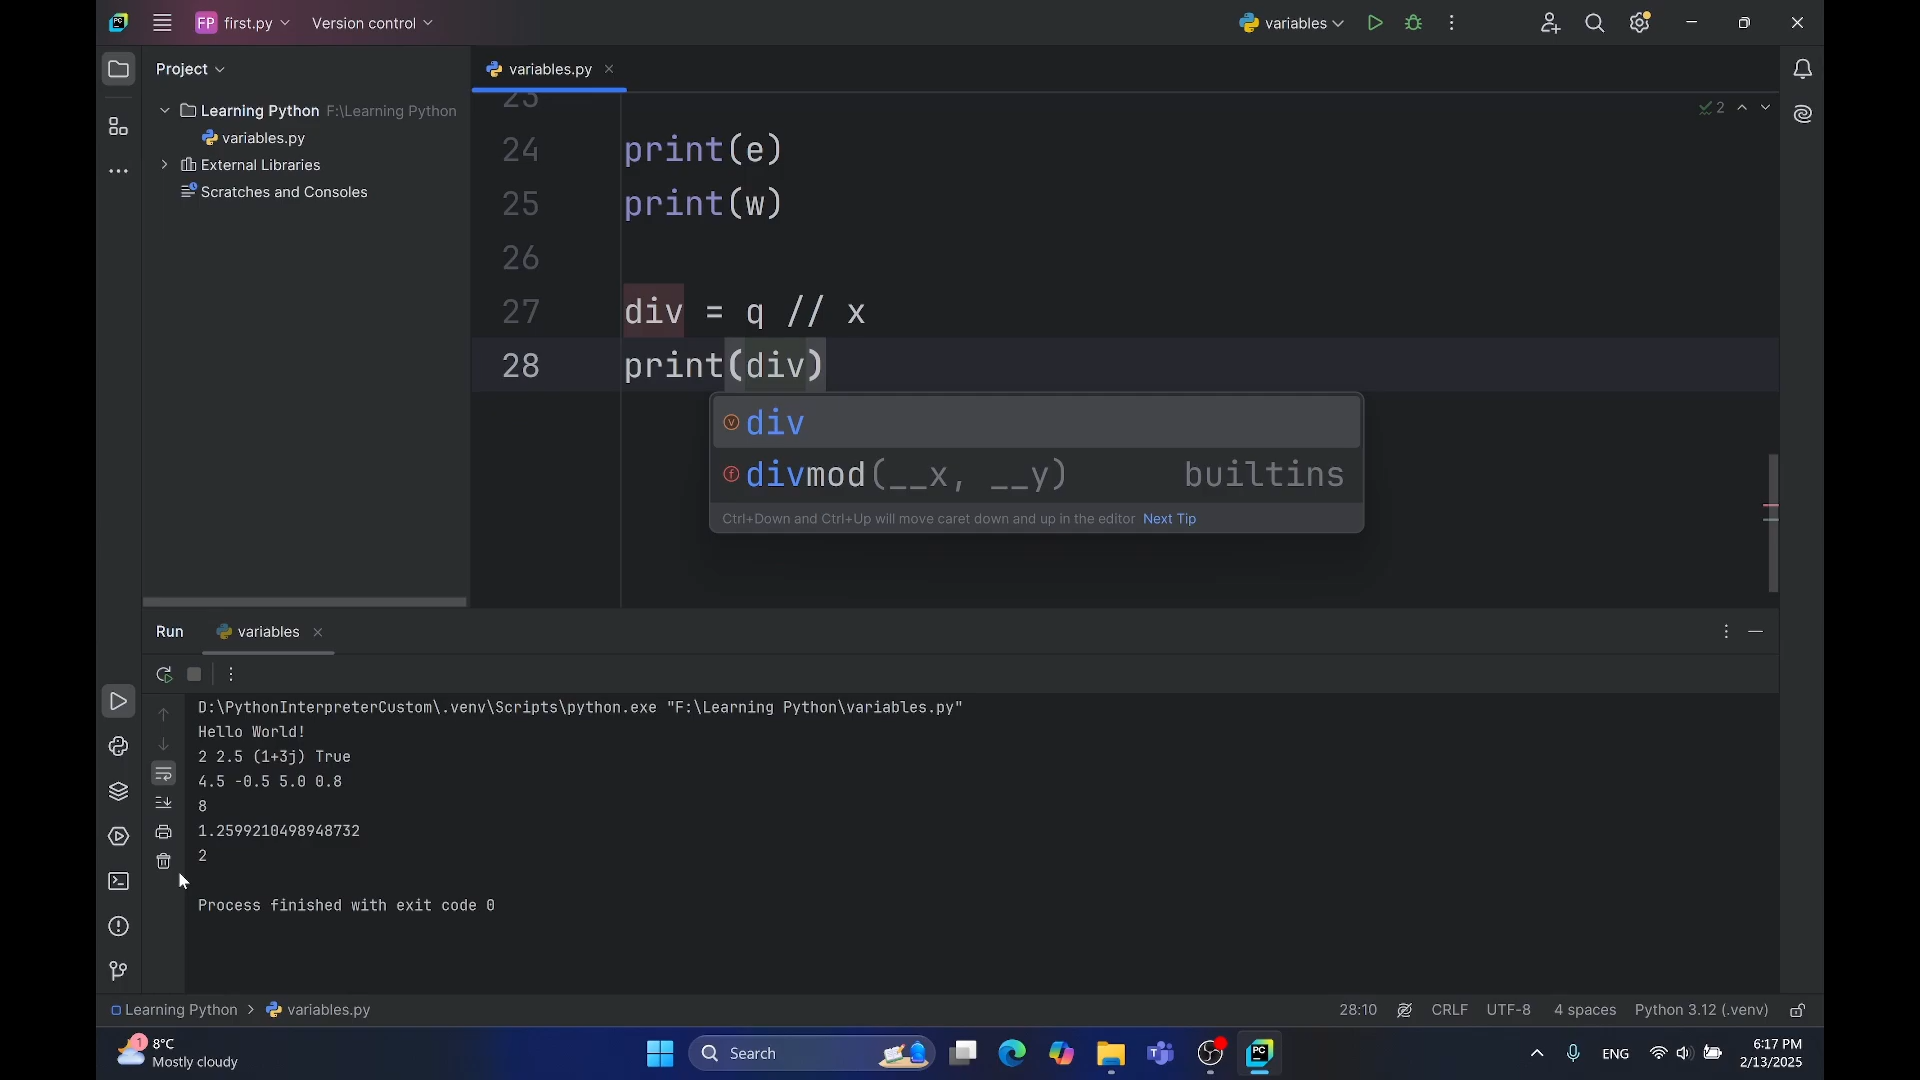 FP first.py Version control variables
Project
variables.py
Learning Python F:\Learning Python
variables.py
External Libraries
Scratches and Consoles
2
23
24 print(e)
25 print(w)
26
27 div = q // x
28 print(div)
div
divmod(__x, __y) builtins
Ctrl+Down and Ctrl+Up will move caret down and up in the editor Next Tip
Run variables
D:\PythonInterpreterCustom\.venv\Scripts\python.exe "F:\Learning Python\variables.py"
Hello World!
2 2.5 (1+3j) True
4.5 -0.5 5.0 0.8
8
1.2599210498948732
2
Process finished with exit code 0
Learning Python > variables.py 28:10 CRLF UTF-8 4 spaces Python 3.12 (.venv)
1 8°C
Mostly cloudy
Search
ENG
6:17 PM
2/13/2025